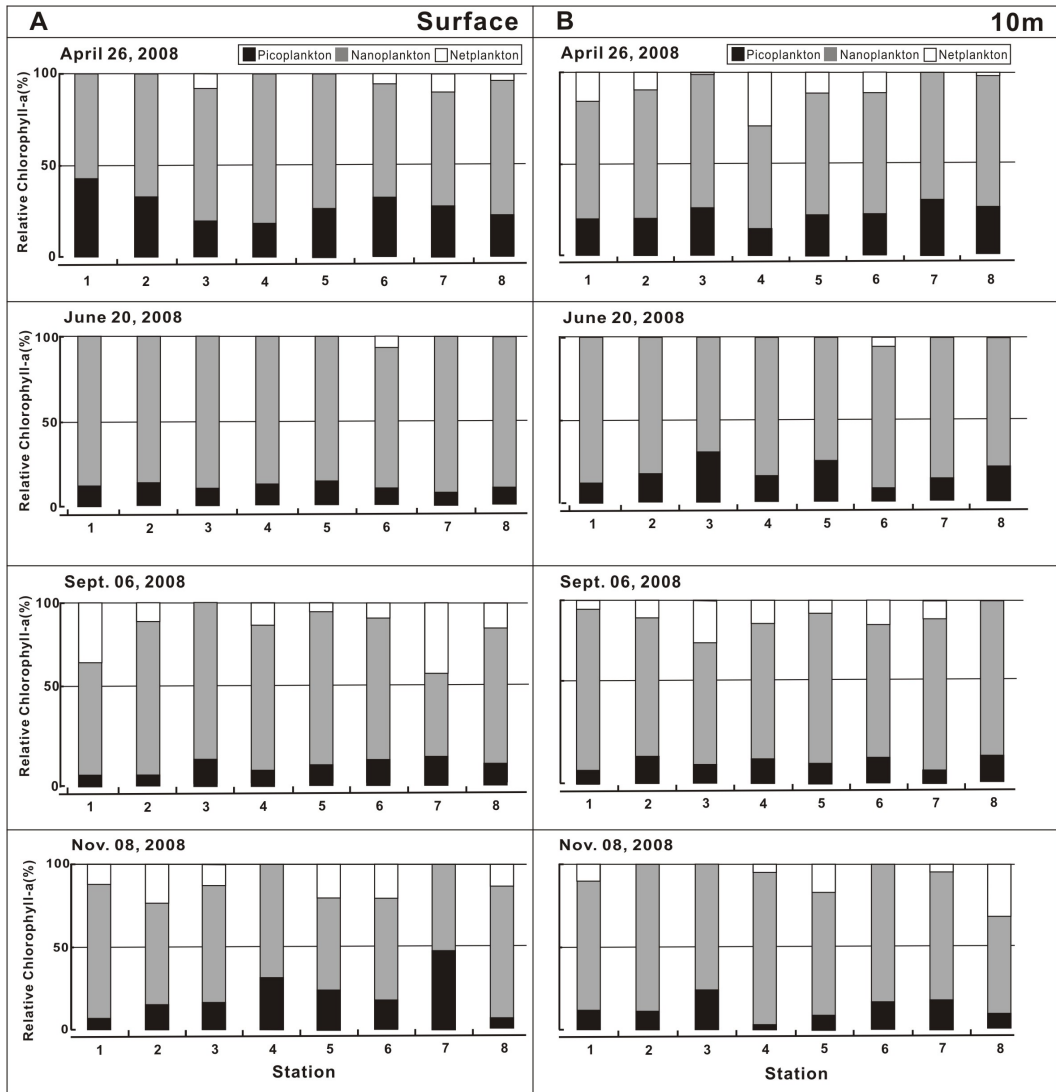 A Surface
April 26, 2008
Picoplankton Nanoplankton Netplankton
Relative Chlorophyll-a(%)
100
50
0
1 2 3 4 5 6 7 8
June 20, 2008
Relative Chlorophyll-a(%)
100
50
0
1 2 3 4 5 6 7 8
Sept. 06, 2008
Relative Chlorophyll-a(%)
100
50
0
1 2 3 4 5 6 7 8
Nov. 08, 2008
Relative Chlorophyll-a(%)
100
50
0
1 2 3 4 5 6 7 8
Station
B 10m
April 26, 2008
Picoplankton Nanoplankton Netplankton
1 2 3 4 5 6 7 8
June 20, 2008
1 2 3 4 5 6 7 8
Sept. 06, 2008
1 2 3 4 5 6 7 8
Nov. 08, 2008
1 2 3 4 5 6 7 8
Station